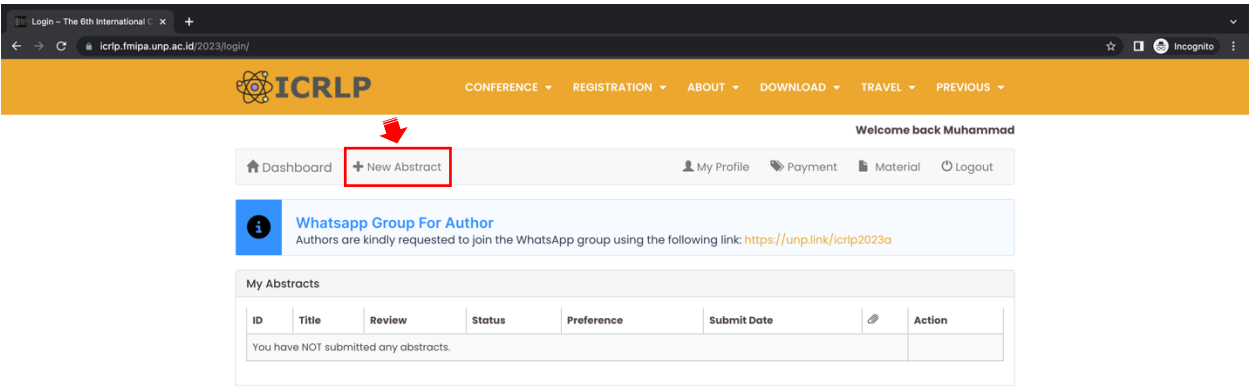 Login – The 6th International C
icrlp.fmipa.unp.ac.id/2023/login/
Incognito
ICRLP
CONFERENCE REGISTRATION ABOUT DOWNLOAD TRAVEL PREVIOUS
Welcome back Muhammad
Dashboard + New Abstract My Profile Payment Material Logout
Whatsapp Group For Author
Authors are kindly requested to join the WhatsApp group using the following link: https://unp.link/icrlp2023a
My Abstracts
ID Title Review Status Preference Submit Date Action
You have NOT submitted any abstracts.